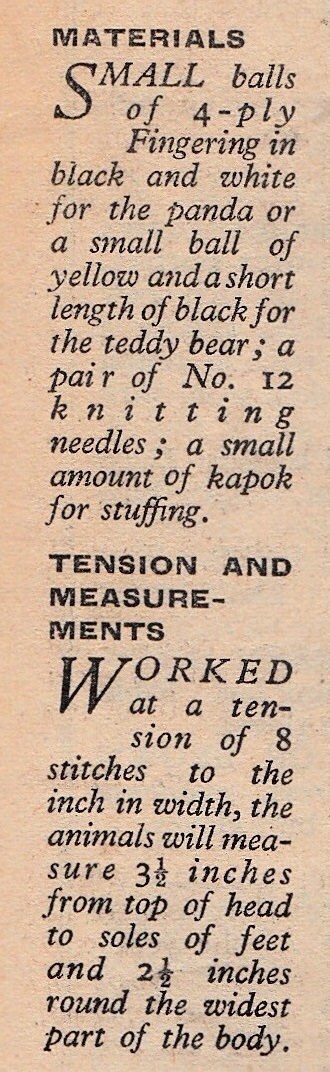 MATERIALS
SMALL balls
of 4-ply
Fingering in
black and white
for the panda or
a small ball of
yellow and a short
length of black for
the teddy bear; a
pair of No. 12
knitting
needles; a small
amount of kapok
for stuffing.
TENSION AND
MEASURE-
MENTS
WORKED
at a ten-
sion of 8
stitches to the
inch in width, the
animals will mea-
sure 3½ inches
from top of head
to soles of feet
and 2½ inches
round the widest
part of the body.